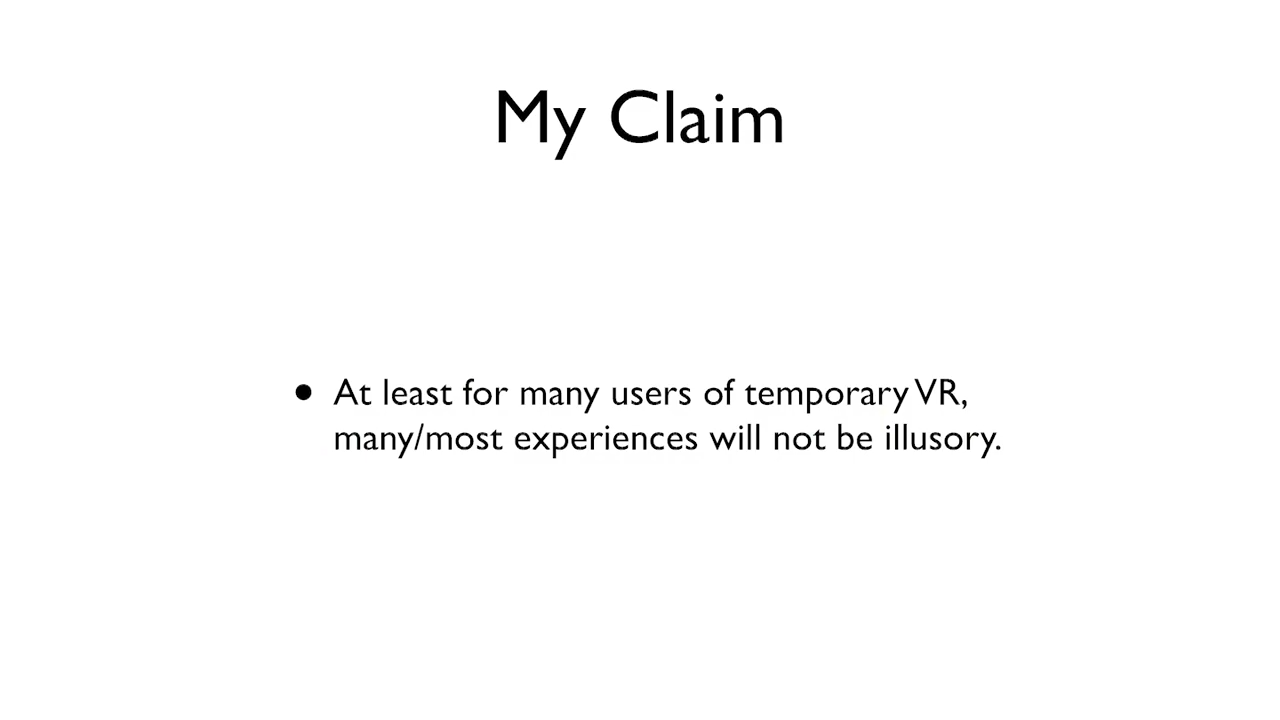 My Claim
• At least for many users of temporary VR,
many/most experiences will not be illusory.